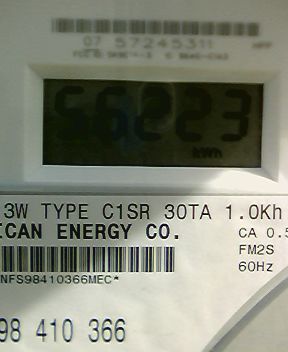 07 57245311
56223
kWh
3W TYPE C1SR 30TA 1.0Kh
ICAN ENERGY CO.
CA 0.5
FM2S
60Hz
NFS98410366MEC*
98 410 366